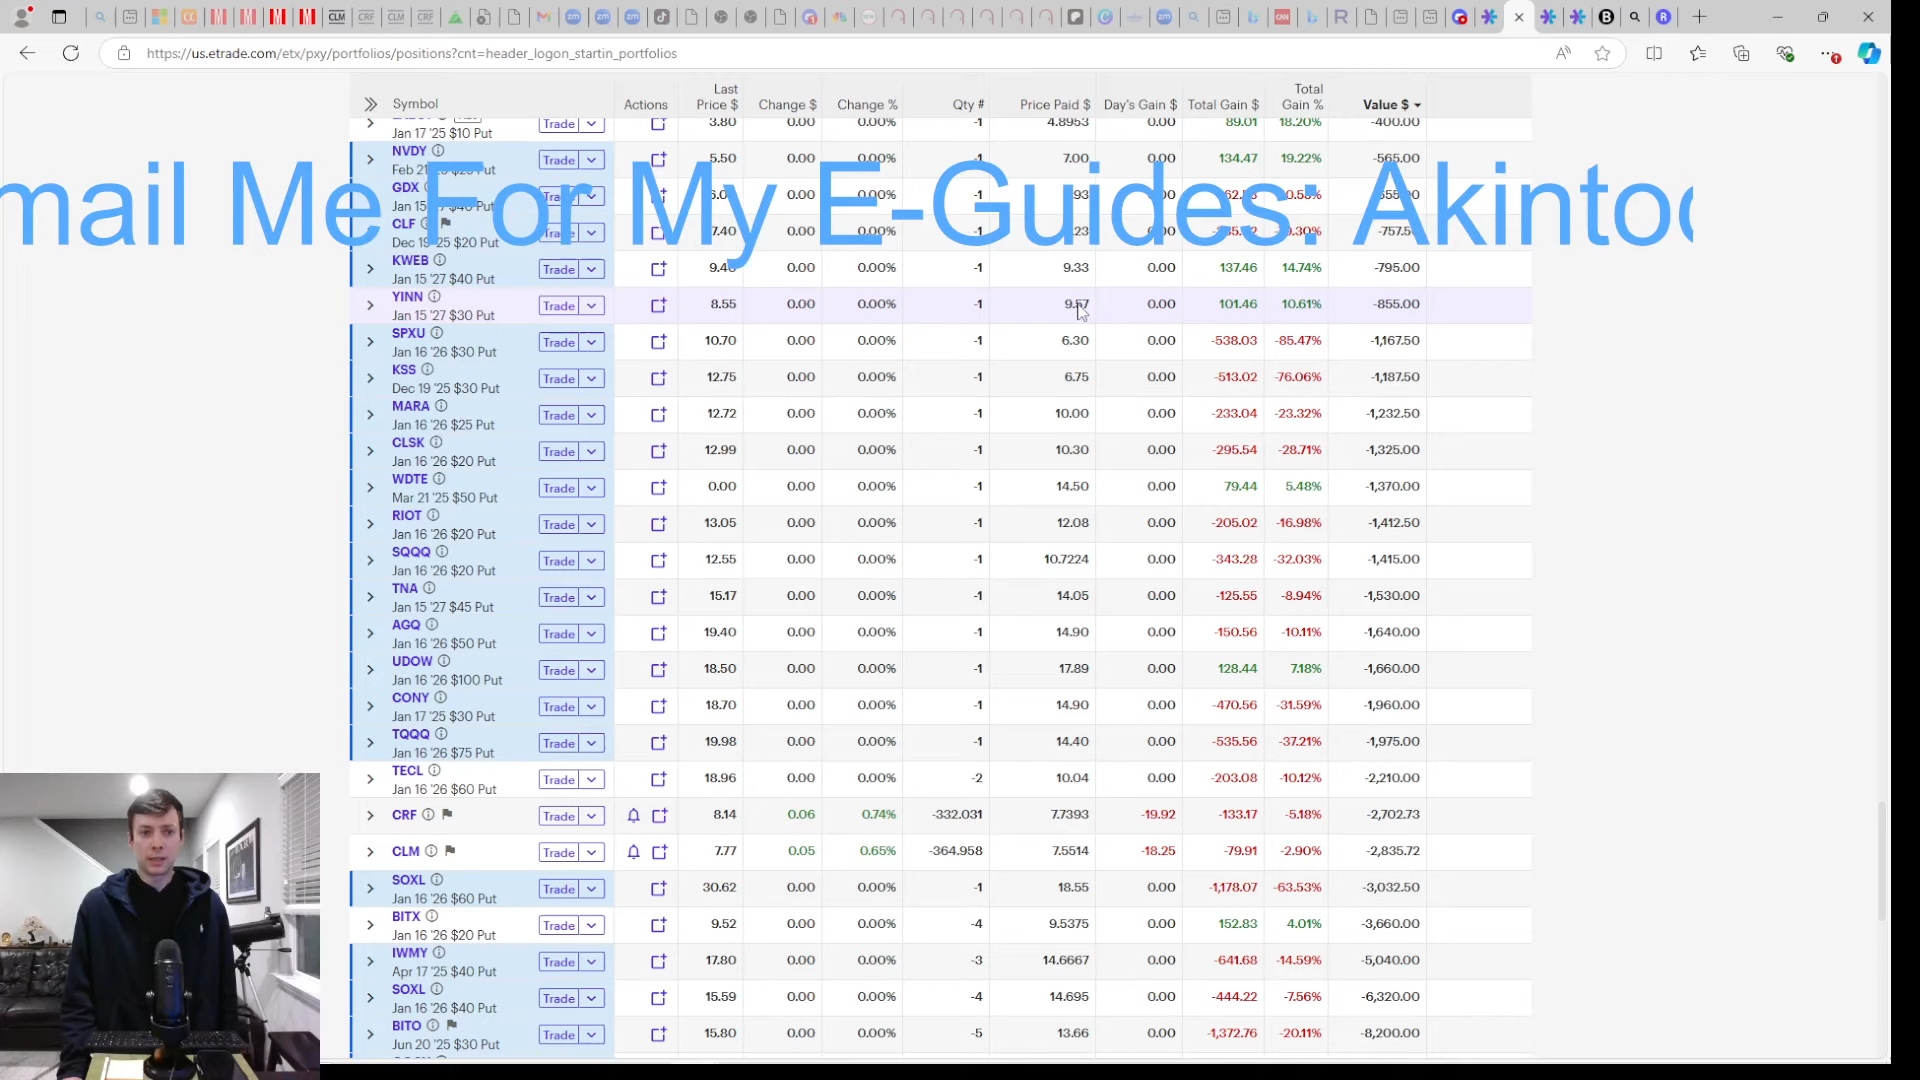 https://us.etrade.com/etx/pxy/portfolios/positions?cnt=header_logon_startin_portfolios
Symbol Actions Last Price $ Change $ Change % Qty # Price Paid $ Day's Gain $ Total Gain $ Total Gain % Value $
Trade 3.80 0.00 0.00% -1 4.8953 0.00 89.01 18.20% -400.00
Jan 17 '25 $10 Put
NVDY Trade 5.50 0.00 0.00% -1 7.00 0.00 134.47 19.22% -565.00
mail Me For My E-Guides: Akintoc
GDX
CLF
Dec 19 '25 $20 Put
KWEB Trade 9.40 0.00 0.00% -1 9.33 0.00 137.46 14.74% -795.00
Jan 15 '27 $40 Put
YINN Trade 8.55 0.00 0.00% -1 9.57 0.00 101.46 10.61% -855.00
Jan 15 '27 $30 Put
SPXU Trade 10.70 0.00 0.00% -1 6.30 0.00 -538.03 -85.47% -1,167.50
Jan 16 '26 $30 Put
KSS Trade 12.75 0.00 0.00% -1 6.75 0.00 -513.02 -76.06% -1,187.50
Dec 19 '25 $30 Put
MARA Trade 12.72 0.00 0.00% -1 10.00 0.00 -233.04 -23.32% -1,232.50
Jan 16 '26 $25 Put
CLSK Trade 12.99 0.00 0.00% -1 10.30 0.00 -295.54 -28.71% -1,325.00
Jan 16 '26 $20 Put
WDTE Trade 0.00 0.00 0.00% -1 14.50 0.00 79.44 5.48% -1,370.00
Mar 21 '25 $50 Put
RIOT Trade 13.05 0.00 0.00% -1 12.08 0.00 -205.02 -16.98% -1,412.50
Jan 16 '26 $20 Put
SQQQ Trade 12.55 0.00 0.00% -1 10.7224 0.00 -343.28 -32.03% -1,415.00
Jan 16 '26 $20 Put
TNA Trade 15.17 0.00 0.00% -1 14.05 0.00 -125.55 -8.94% -1,530.00
Jan 15 '27 $45 Put
AGQ Trade 19.40 0.00 0.00% -1 14.90 0.00 -150.56 -10.11% -1,640.00
Jan 16 '26 $50 Put
UDOW Trade 18.50 0.00 0.00% -1 17.89 0.00 128.44 7.18% -1,660.00
Jan 16 '26 $100 Put
CONY Trade 18.70 0.00 0.00% -1 14.90 0.00 -470.56 -31.59% -1,960.00
Jan 17 '25 $30 Put
TQQQ Trade 19.98 0.00 0.00% -1 14.40 0.00 -535.56 -37.21% -1,975.00
Jan 16 '26 $75 Put
TECL Trade 18.96 0.00 0.00% -2 10.04 0.00 -203.08 -10.12% -2,210.00
Jan 16 '26 $60 Put
CRF Trade 8.14 0.06 0.74% -332.031 7.7393 -19.92 -133.17 -5.18% -2,702.73
CLM Trade 7.77 0.05 0.65% -364.958 7.5514 -18.25 -79.91 -2.90% -2,835.72
SOXL Trade 30.62 0.00 0.00% -1 18.55 0.00 -1,178.07 -63.53% -3,032.50
Jan 16 '26 $60 Put
BITX Trade 9.52 0.00 0.00% -4 9.5375 0.00 152.83 4.01% -3,660.00
Jan 16 '26 $20 Put
IWMY Trade 17.80 0.00 0.00% -3 14.6667 0.00 -641.68 -14.59% -5,040.00
Apr 17 '25 $40 Put
SOXL Trade 15.59 0.00 0.00% -4 14.695 0.00 -444.22 -7.56% -6,320.00
Jan 16 '26 $40 Put
BITO Trade 15.80 0.00 0.00% -5 13.66 0.00 -1,372.76 -20.11% -8,200.00
Jun 20 '25 $30 Put